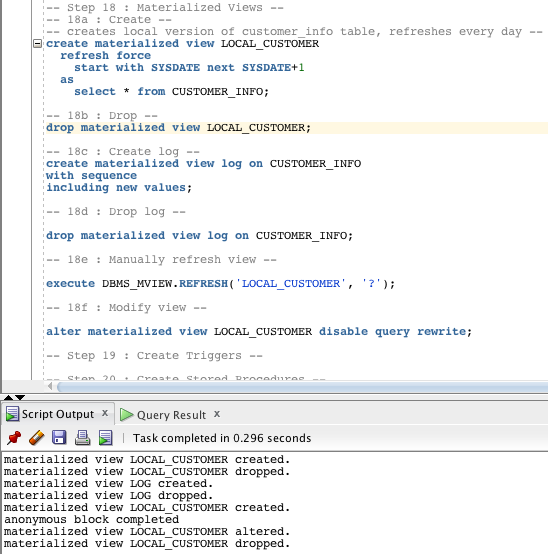 -- Step 18 : Materialized Views --
-- 18a : Create --
-- creates local version of customer_info table, refreshes every day --
create materialized view LOCAL_CUSTOMER
refresh force
start with SYSDATE next SYSDATE+1
as
select * from CUSTOMER_INFO;
-- 18b : Drop --
drop materialized view LOCAL_CUSTOMER;
-- 18c : Create log --
create materialized view log on CUSTOMER_INFO
with sequence
including new values;
-- 18d : Drop log --
drop materialized view log on CUSTOMER_INFO;
-- 18e : Manually refresh view --
execute DBMS_MVIEW.REFRESH('LOCAL_CUSTOMER', '?');
-- 18f : Modify view --
alter materialized view LOCAL_CUSTOMER disable query rewrite;
-- Step 19 : Create Triggers --
-- Step 20 : Create Stored Procedures --
Script Output x Query Result x
Task completed in 0.296 seconds
materialized view LOCAL_CUSTOMER created.
materialized view LOCAL_CUSTOMER dropped.
materialized view LOG created.
materialized view LOG dropped.
materialized view LOCAL_CUSTOMER created.
anonymous block completed
materialized view LOCAL_CUSTOMER altered.
materialized view LOCAL_CUSTOMER dropped.